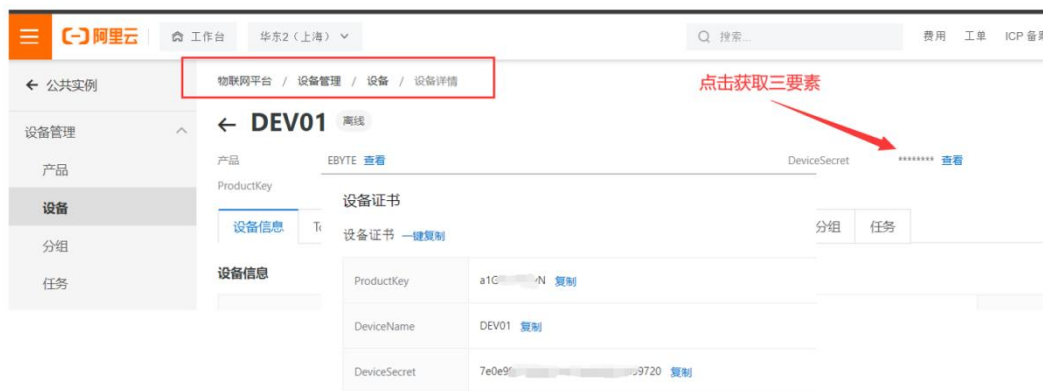 阿里云 工作台 华东2（上海） 搜索... 费用 工单 ICP
公共实例
物联网平台 / 设备管理 / 设备 / 设备详情
点击获取三要素
设备管理
DEV01 离线
产品 EBYTE 查看
DeviceSecret ******** 查看
产品
ProductKey
设备证书
设备
设备信息
分组 任务
设备证书 一键复制
分组
设备信息
ProductKey 复制
任务
DeviceName DEV01 复制
DeviceSecret 复制